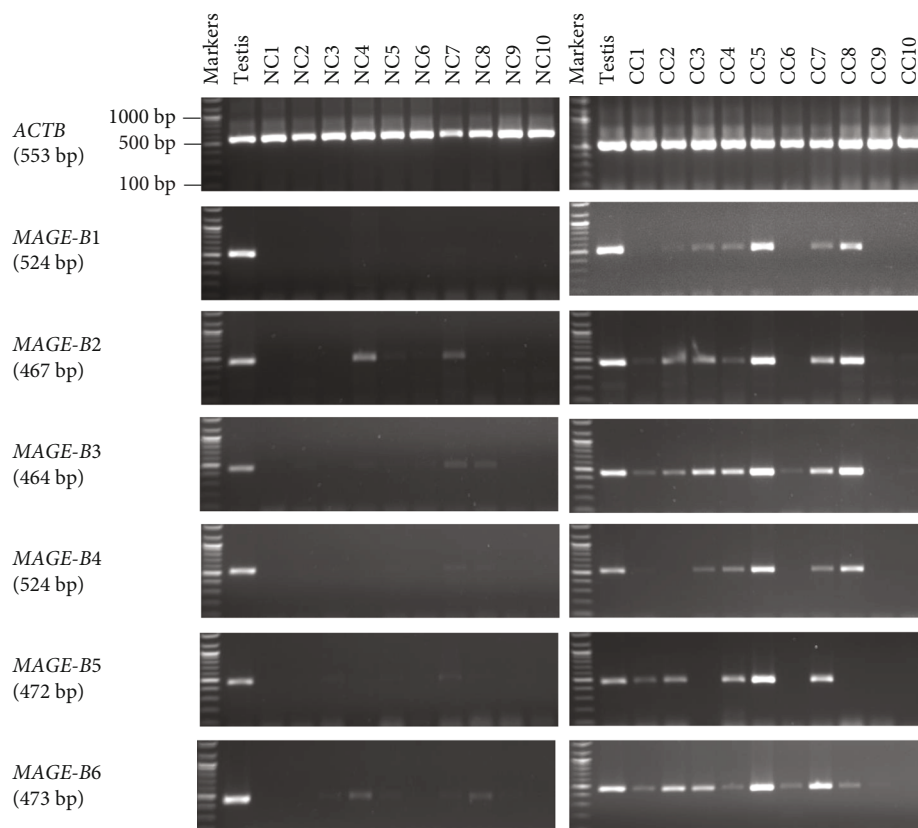 Markers Testis NC1 NC2 NC3 NC4 NC5 NC6 NC7 NC8 NC9 NC10 Markers Testis CC1 CC2 CC3 CC4 CC5 CC6 CC7 CC8 CC9 CC10
ACTB
(553 bp)
1000 bp
500 bp
100 bp
MAGE-B1
(524 bp)
MAGE-B2
(467 bp)
MAGE-B3
(464 bp)
MAGE-B4
(524 bp)
MAGE-B5
(472 bp)
MAGE-B6
(473 bp)